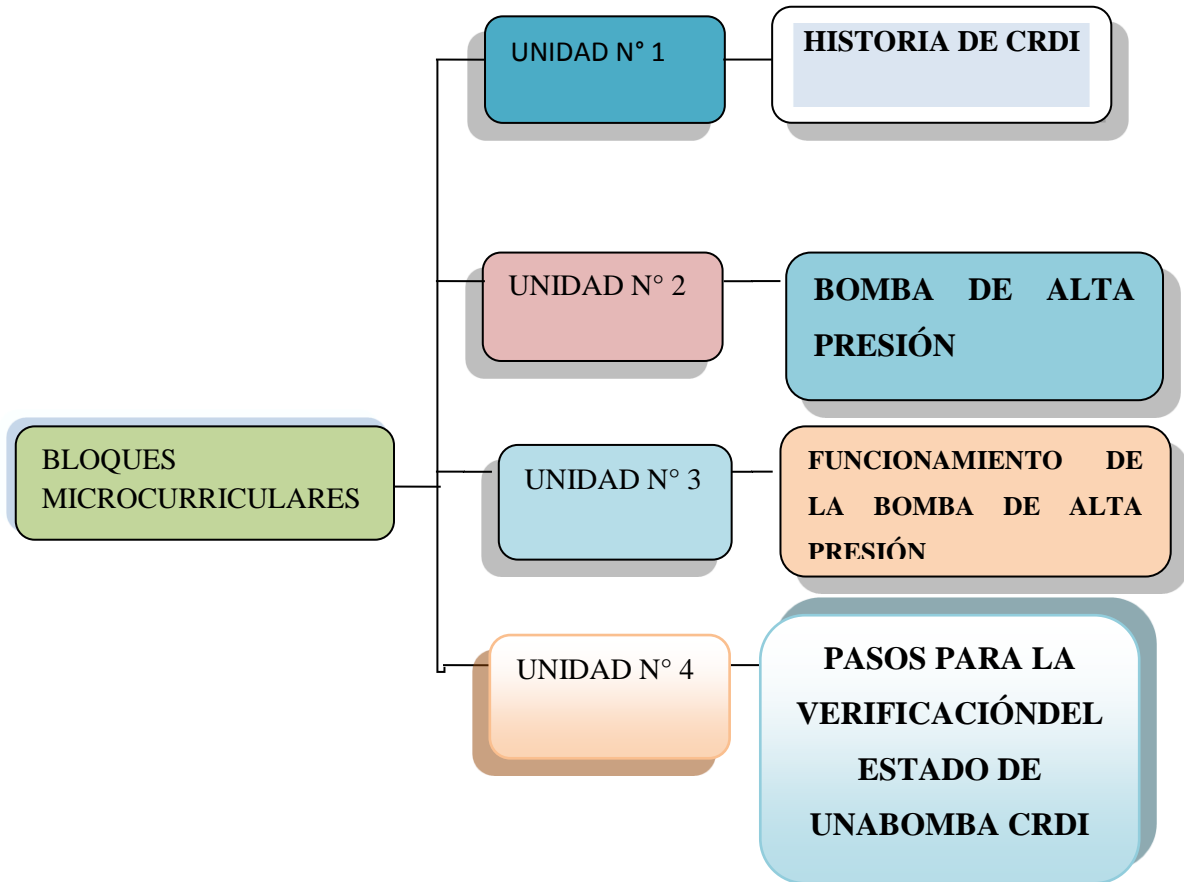 UNIDAD N° 1
HISTORIA DE CRDI
UNIDAD N° 2
BOMBA DE ALTA
PRESIÓN
BLOQUES
MICROCURRICULARES
UNIDAD N° 3
FUNCIONAMIENTO DE
LA BOMBA DE ALTA
PRESIÓN
UNIDAD N° 4
PASOS PARA LA
VERIFICACIÓNDEL
ESTADO DE
UNABOMBA CRDI